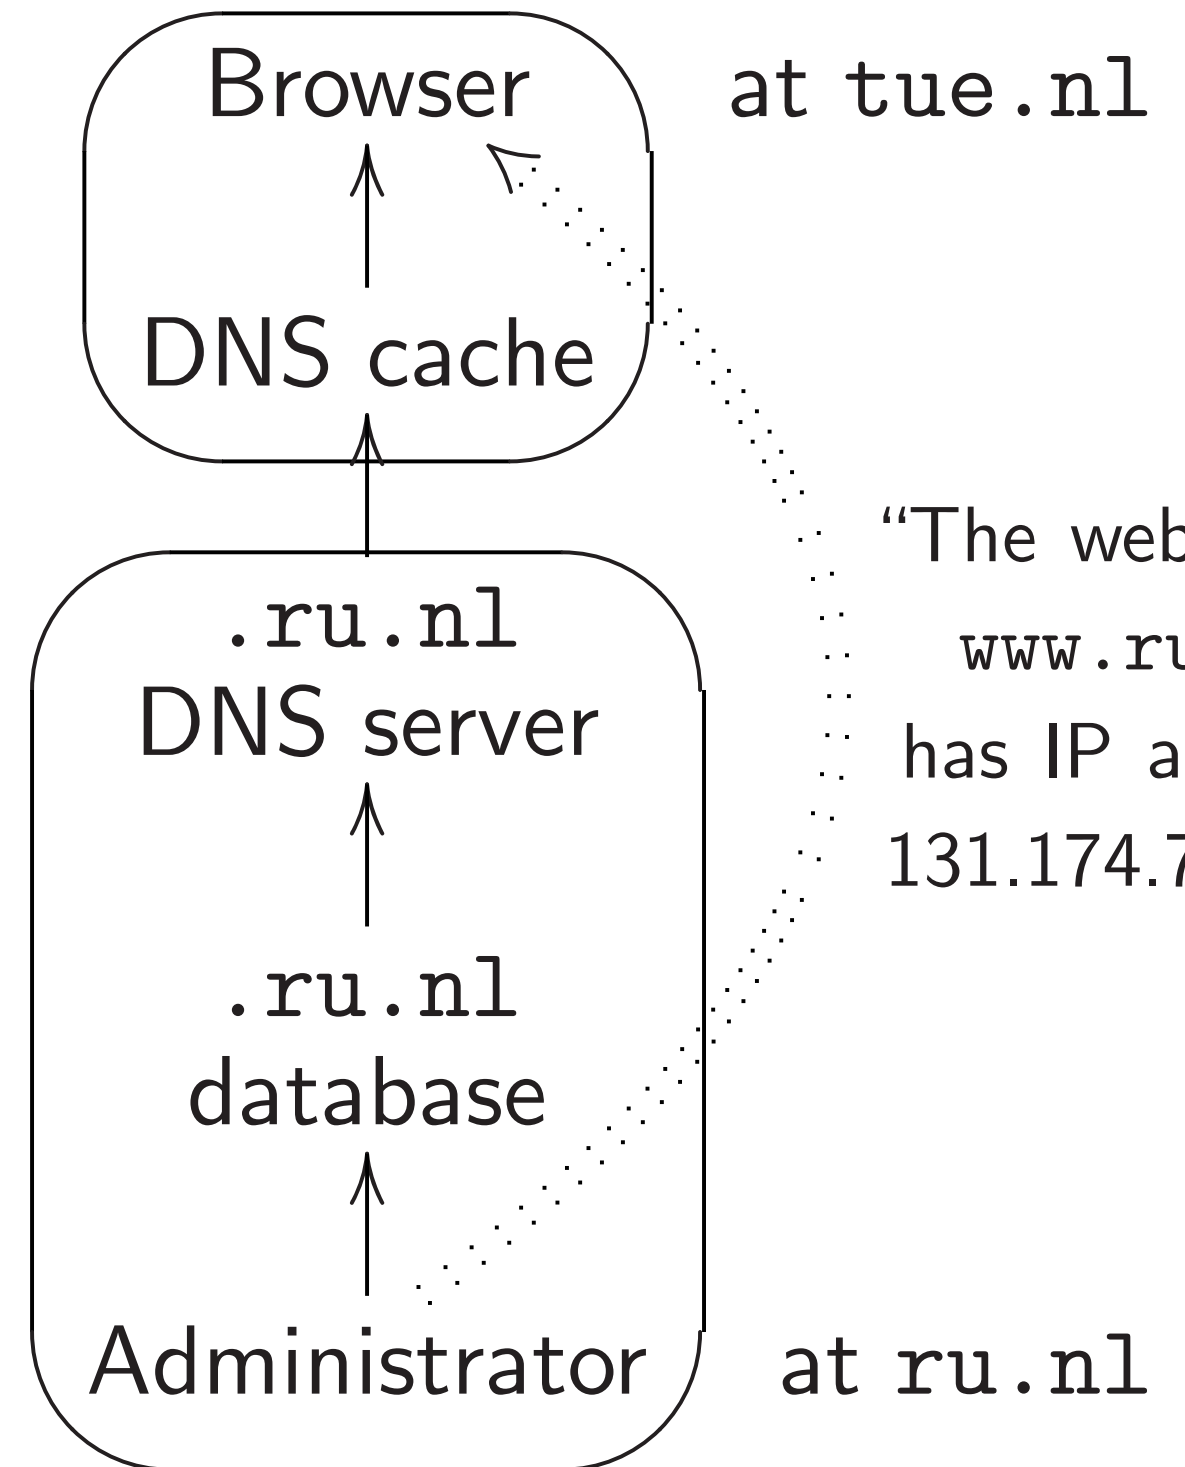 Browser at tue.nl
DNS cache
“The web
www.ru
has IP a
131.174.7
.ru.nl
DNS server
.ru.nl
database
Administrator at ru.nl